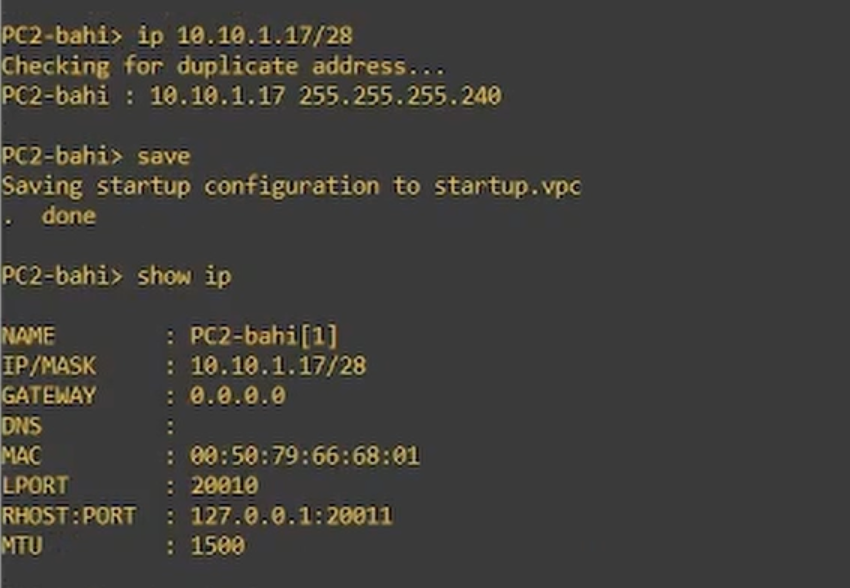 PC2-bahi> ip 10.10.1.17/28
Checking for duplicate address...
PC2-bahi : 10.10.1.17 255.255.255.240
PC2-bahi> save
Saving startup configuration to startup.vpc
.  done
PC2-bahi> show ip
NAME        : PC2-bahi[1]
IP/MASK     : 10.10.1.17/28
GATEWAY     : 0.0.0.0
DNS         :
MAC         : 00:50:79:66:68:01
LPORT       : 20010
RHOST:PORT  : 127.0.0.1:20011
MTU         : 1500